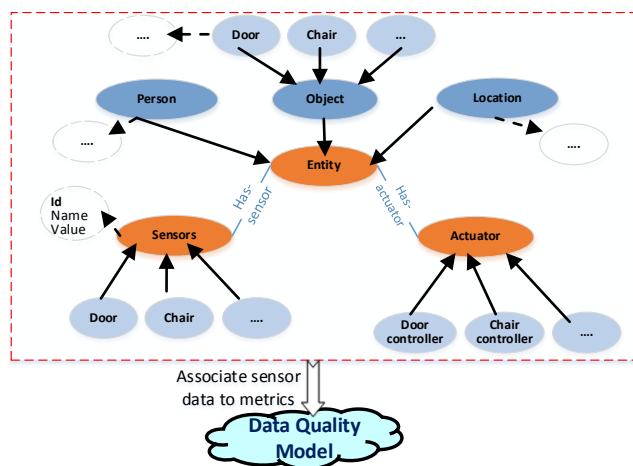 ....
Door
Chair
...
Person
Object
Location
....
....
Entity
Has-
sensor
Has-
actuator
Id
Name
Value
Sensors
Actuator
Door
Chair
....
Door
controller
Chair
controller
....
Associate sensor
data to metrics
Data Quality
Model